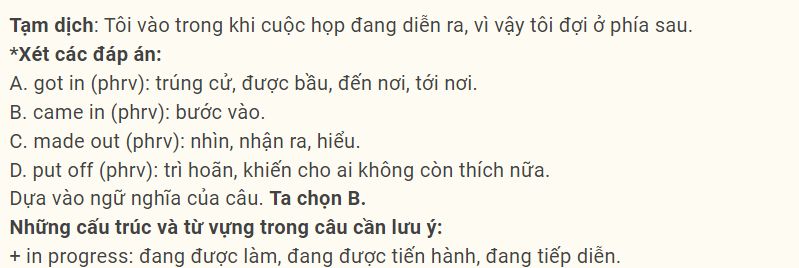 Tạm dịch: Tôi vào trong khi cuộc họp đang diễn ra, vì vậy tôi đợi ở phía sau.
*Xét các đáp án:
A. got in (phrv): trúng cử, được bầu, đến nơi, tới nơi.
B. came in (phrv): bước vào.
C. made out (phrv): nhìn, nhận ra, hiểu.
D. put off (phrv): trì hoãn, khiến cho ai không còn thích nữa.
Dựa vào ngữ nghĩa của câu. Ta chọn B.
Những cấu trúc và từ vựng trong câu cần lưu ý:
+ in progress: đang được làm, đang được tiến hành, đang tiếp diễn.